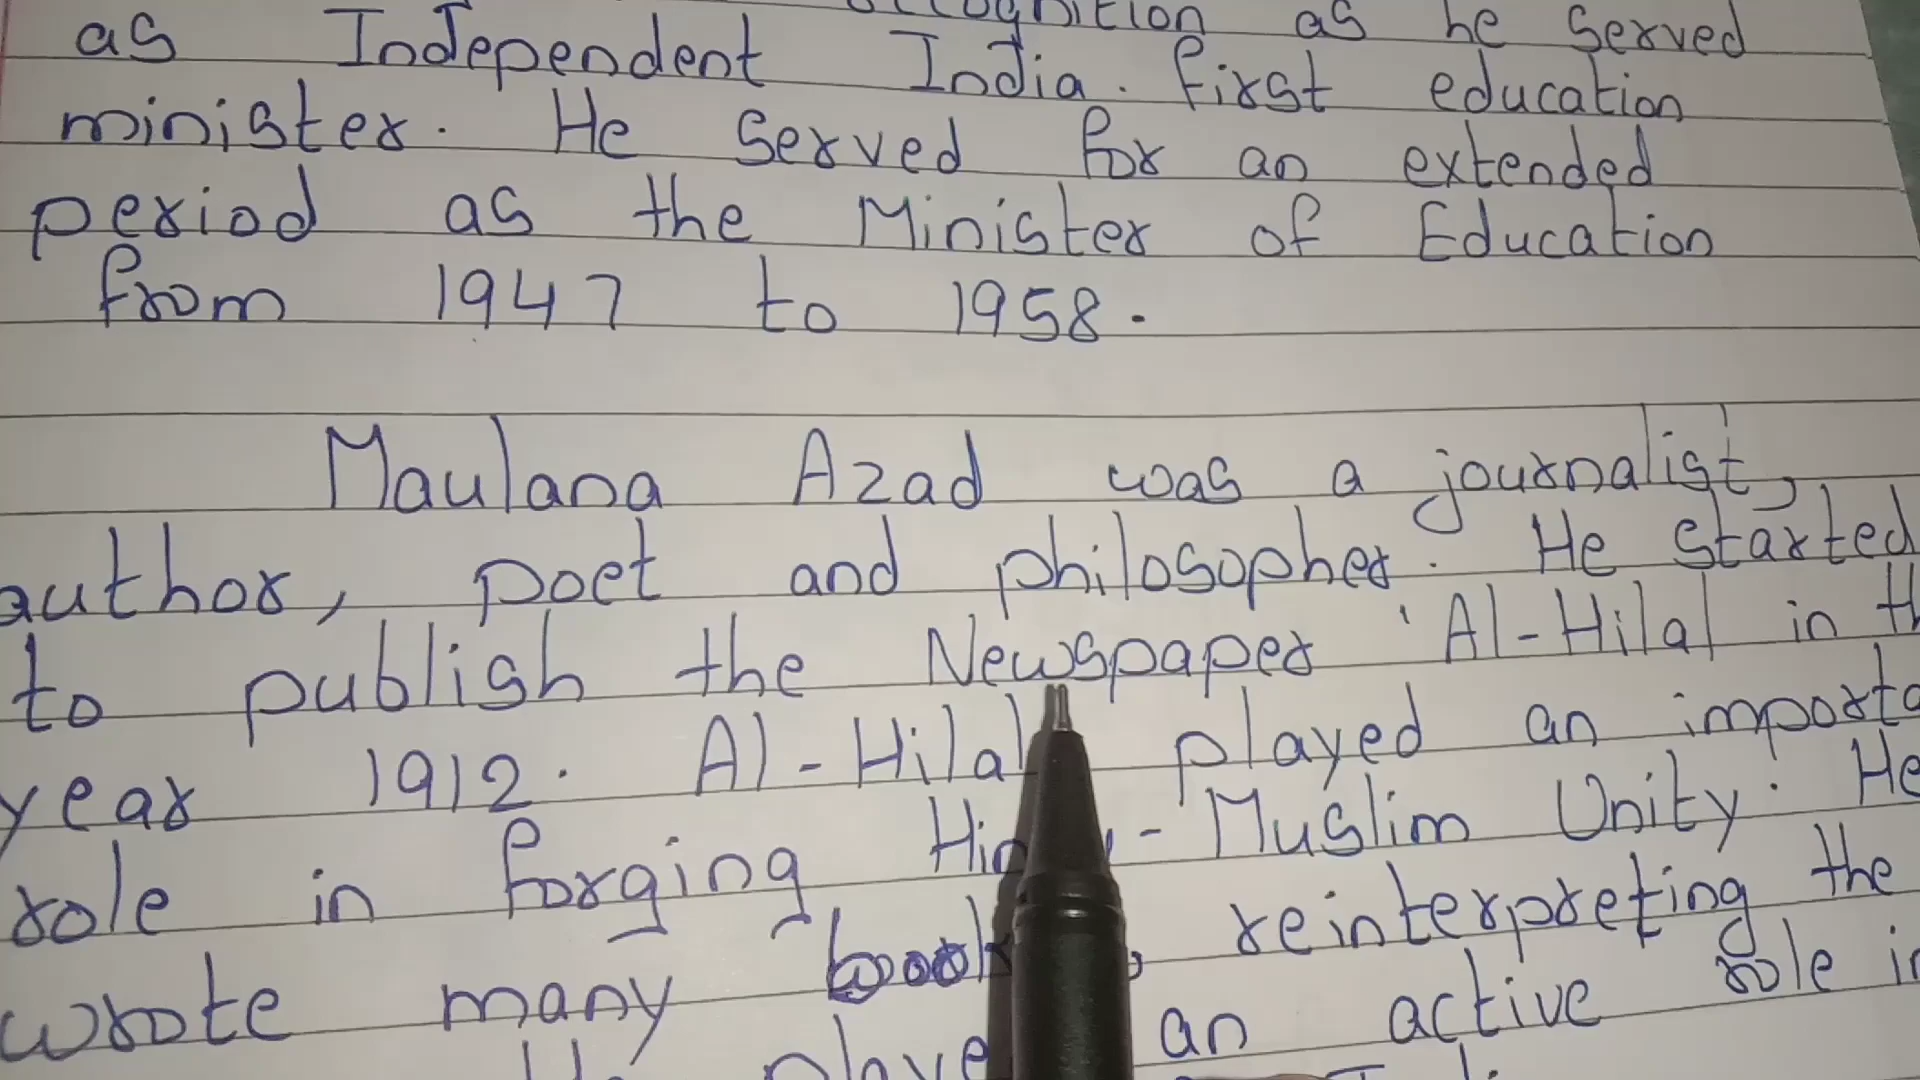 as he served
as Independent India. first education
minister. He served for an extended
period as the Minister of Education
from 1947 to 1958.
Maulana Azad was a journalist,
author, poet and philosopher. He started
to publish the Newspaper 'Al-Hilal in
year 1912. Al-Hilal played an
role in forging - Muslim Unity. He
wrote many reinterpreting the
an active role